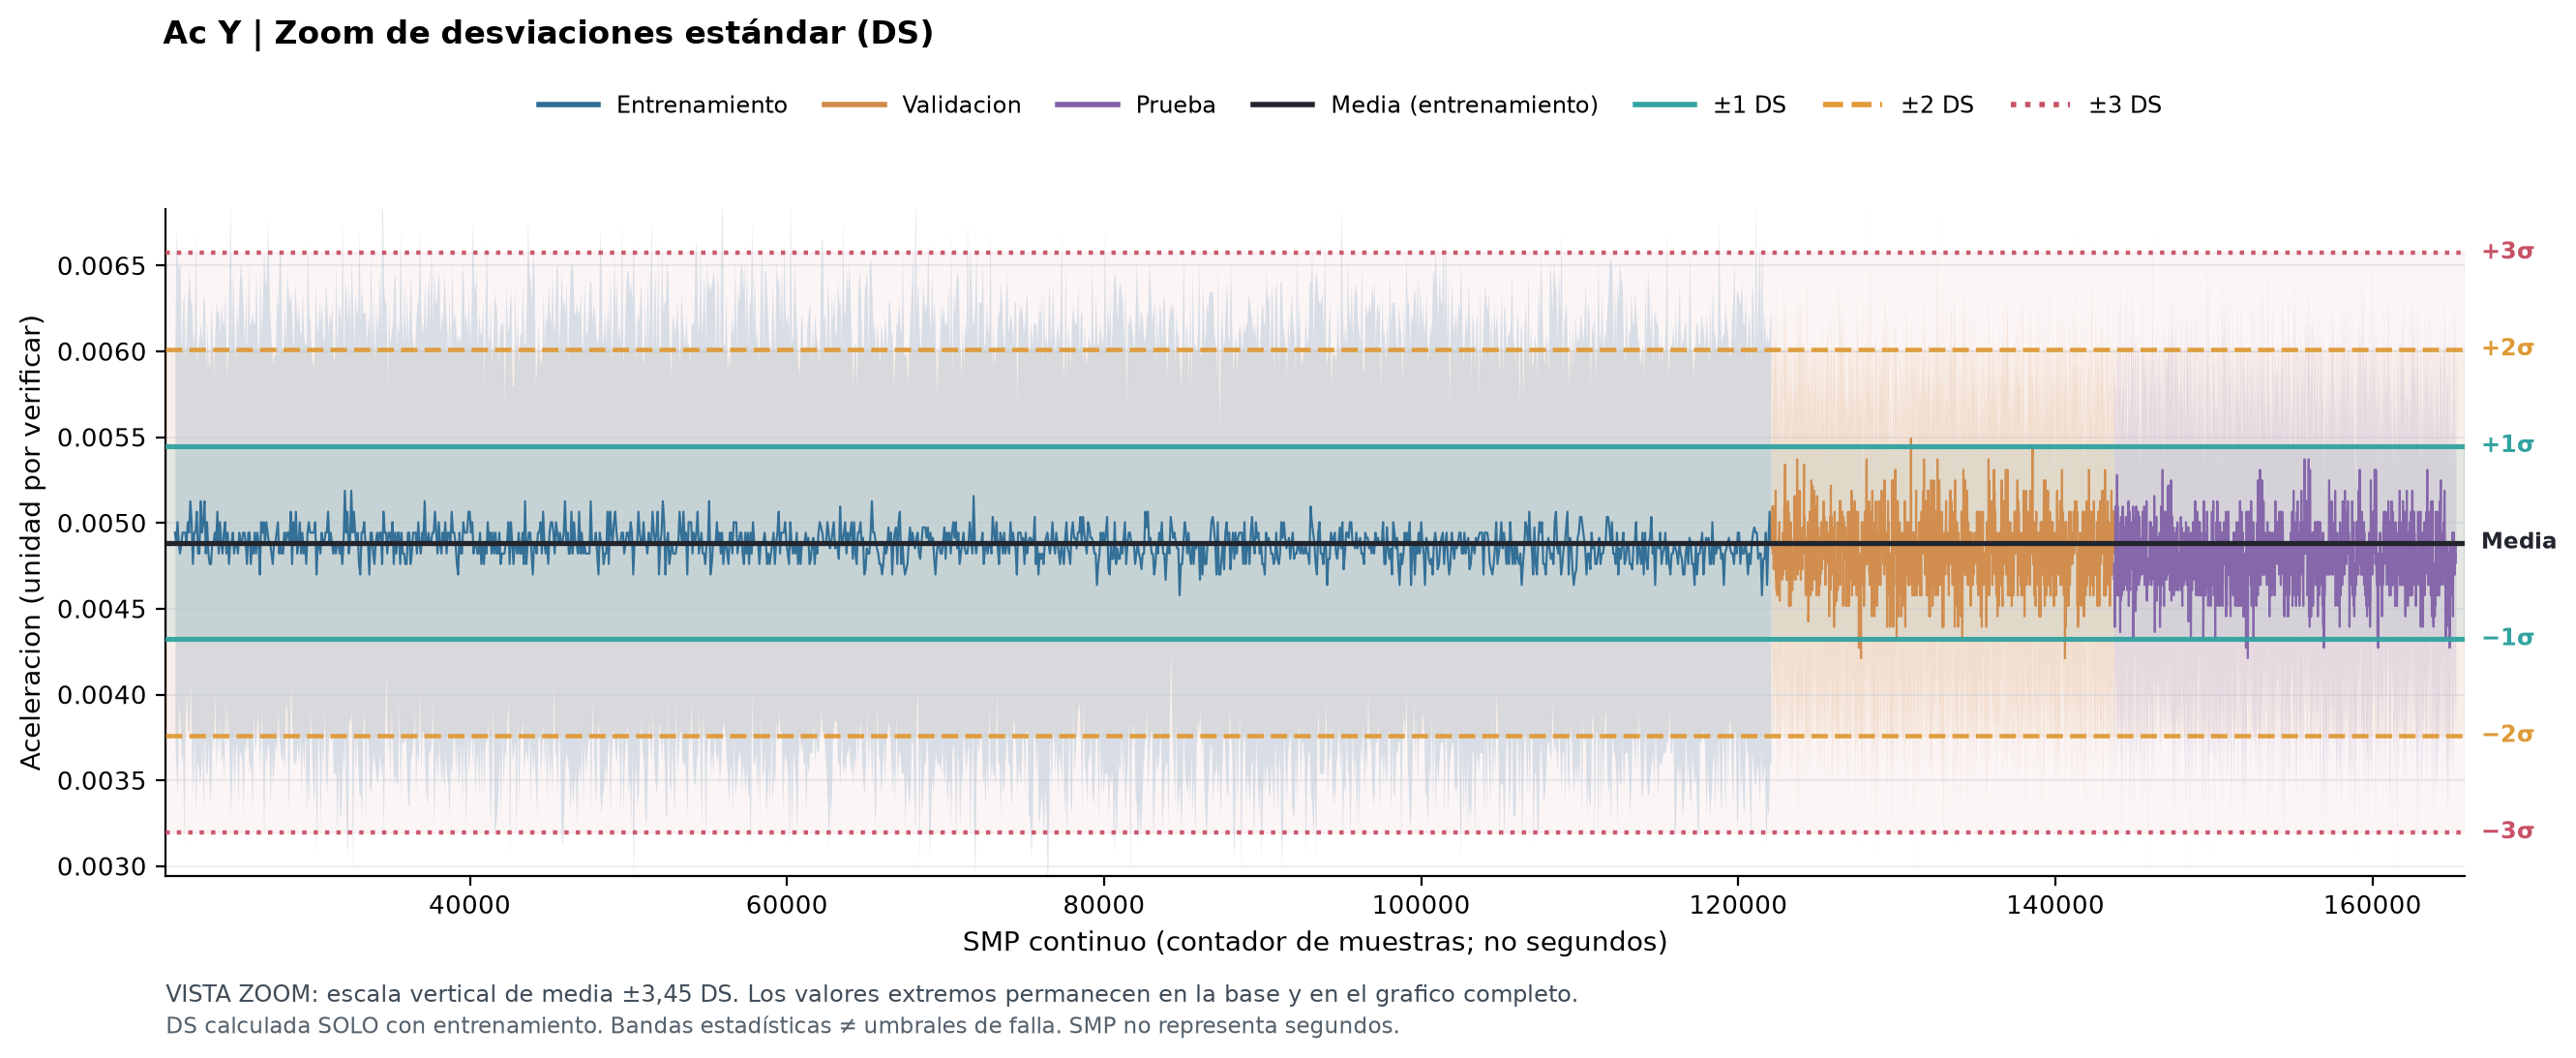 Ac Y | Zoom de desviaciones estándar (DS)
Entrenamiento Validacion Prueba Media (entrenamiento) ±1 DS ±2 DS ±3 DS
Aceleracion (unidad por verificar)
0.0065
0.0060
0.0055
0.0050
0.0045
0.0040
0.0035
0.0030
+3σ
+2σ
+1σ
Media
−1σ
−2σ
−3σ
40000 60000 80000 100000 120000 140000 160000
SMP continuo (contador de muestras; no segundos)
VISTA ZOOM: escala vertical de media ±3,45 DS. Los valores extremos permanecen en la base y en el grafico completo.
DS calculada SOLO con entrenamiento. Bandas estadísticas ≠ umbrales de falla. SMP no representa segundos.